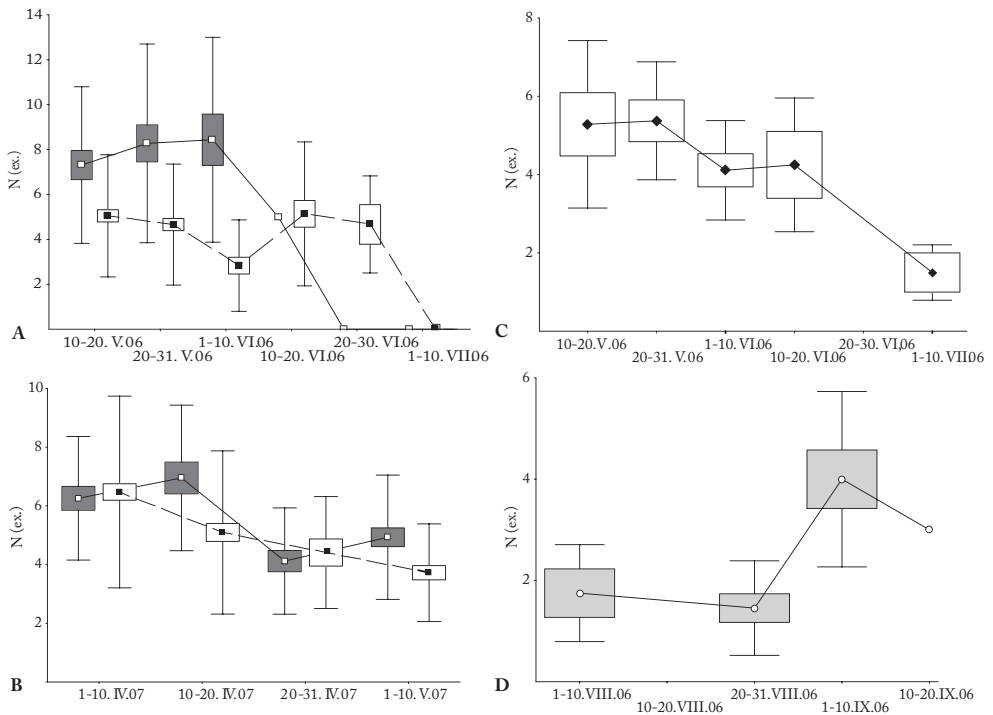 14
12
10
8
6
4
2
N (ex.)
A
10-20. V.06
20-31. V.06
1-10. VI.06
10-20. VI.06
20-30. VI.06
1-10. VII06
8
6
4
2
N (ex.)
C
10-20.V.06
20-31. V.06
1-10. VI.06
10-20. VI.06
20-30. VI.06
1-10. VII06
10
8
6
4
2
N (ex.)
B
1-10. IV.07
10-20. IV.07
20-31. IV.07
1-10. V.07
6
4
2
N (ex.)
D
1-10.VIII.06
10-20.VIII.06
20-31.VIII.06
1-10.IX.06
10-20.IX.06